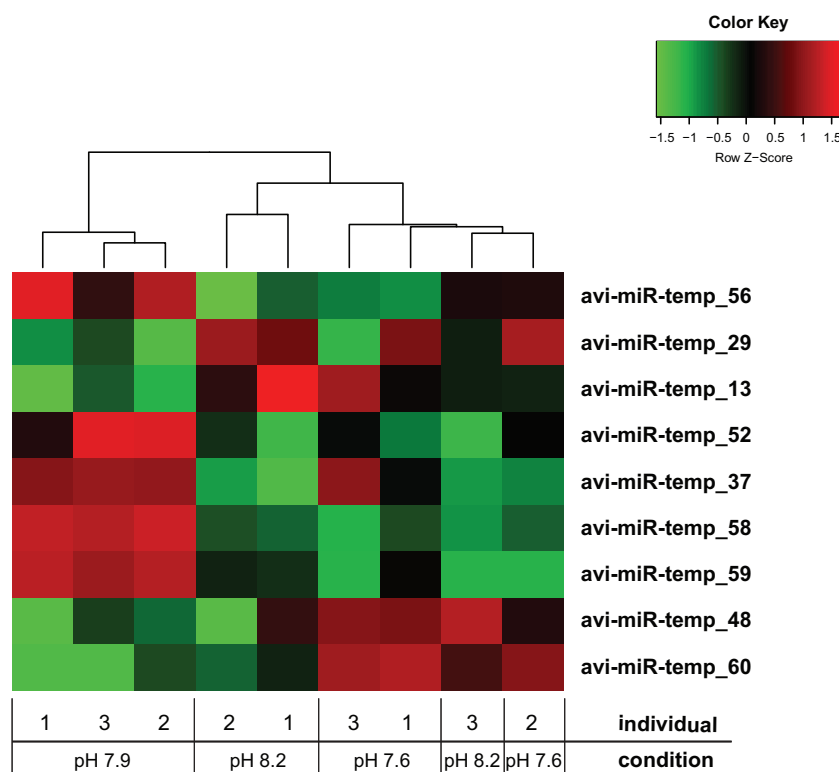 Color Key
−1.5 −1 −0.5 0 0.5 1 1.5
Row Z−Score
avi-miR-temp_56
avi-miR-temp_29
avi-miR-temp_13
avi-miR-temp_52
avi-miR-temp_37
avi-miR-temp_58
avi-miR-temp_59
avi-miR-temp_48
avi-miR-temp_60
1 3 2 2 1 3 1 3 2 individual
pH 7.9 pH 8.2 pH 7.6 pH 8.2 pH 7.6 condition